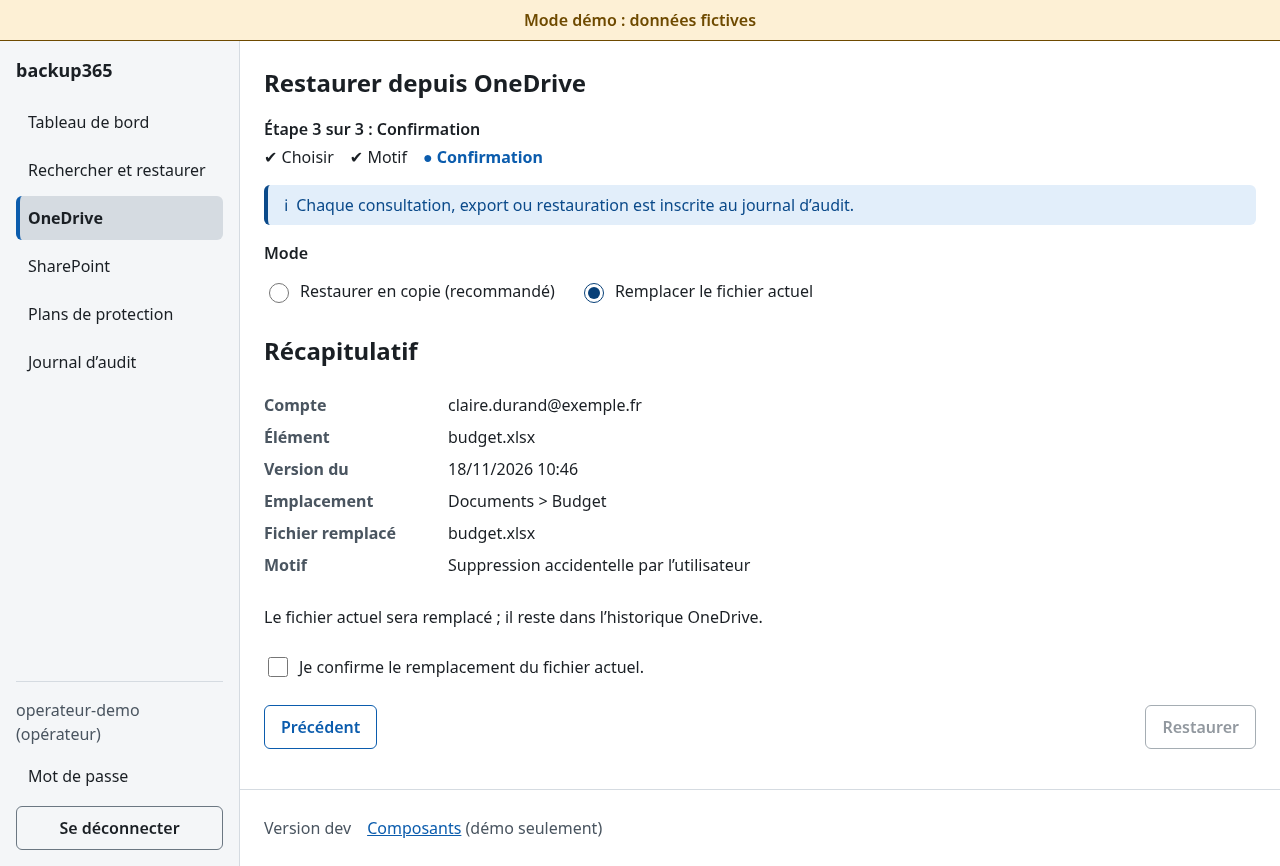 Mode démo : données fictives
backup365
Tableau de bord
Rechercher et restaurer
OneDrive
SharePoint
Plans de protection
Journal d’audit
operateur-demo
(opérateur)
Mot de passe
Se déconnecter
Restaurer depuis OneDrive
Étape 3 sur 3 : Confirmation
✔ Choisir ✔ Motif ● Confirmation
i Chaque consultation, export ou restauration est inscrite au journal d’audit.
Mode
Restaurer en copie (recommandé) Remplacer le fichier actuel
Récapitulatif
Compte claire.durand@exemple.fr
Élément budget.xlsx
Version du 18/11/2026 10:46
Emplacement Documents > Budget
Fichier remplacé budget.xlsx
Motif Suppression accidentelle par l’utilisateur
Le fichier actuel sera remplacé ; il reste dans l’historique OneDrive.
Je confirme le remplacement du fichier actuel.
Précédent Restaurer
Version dev Composants (démo seulement)